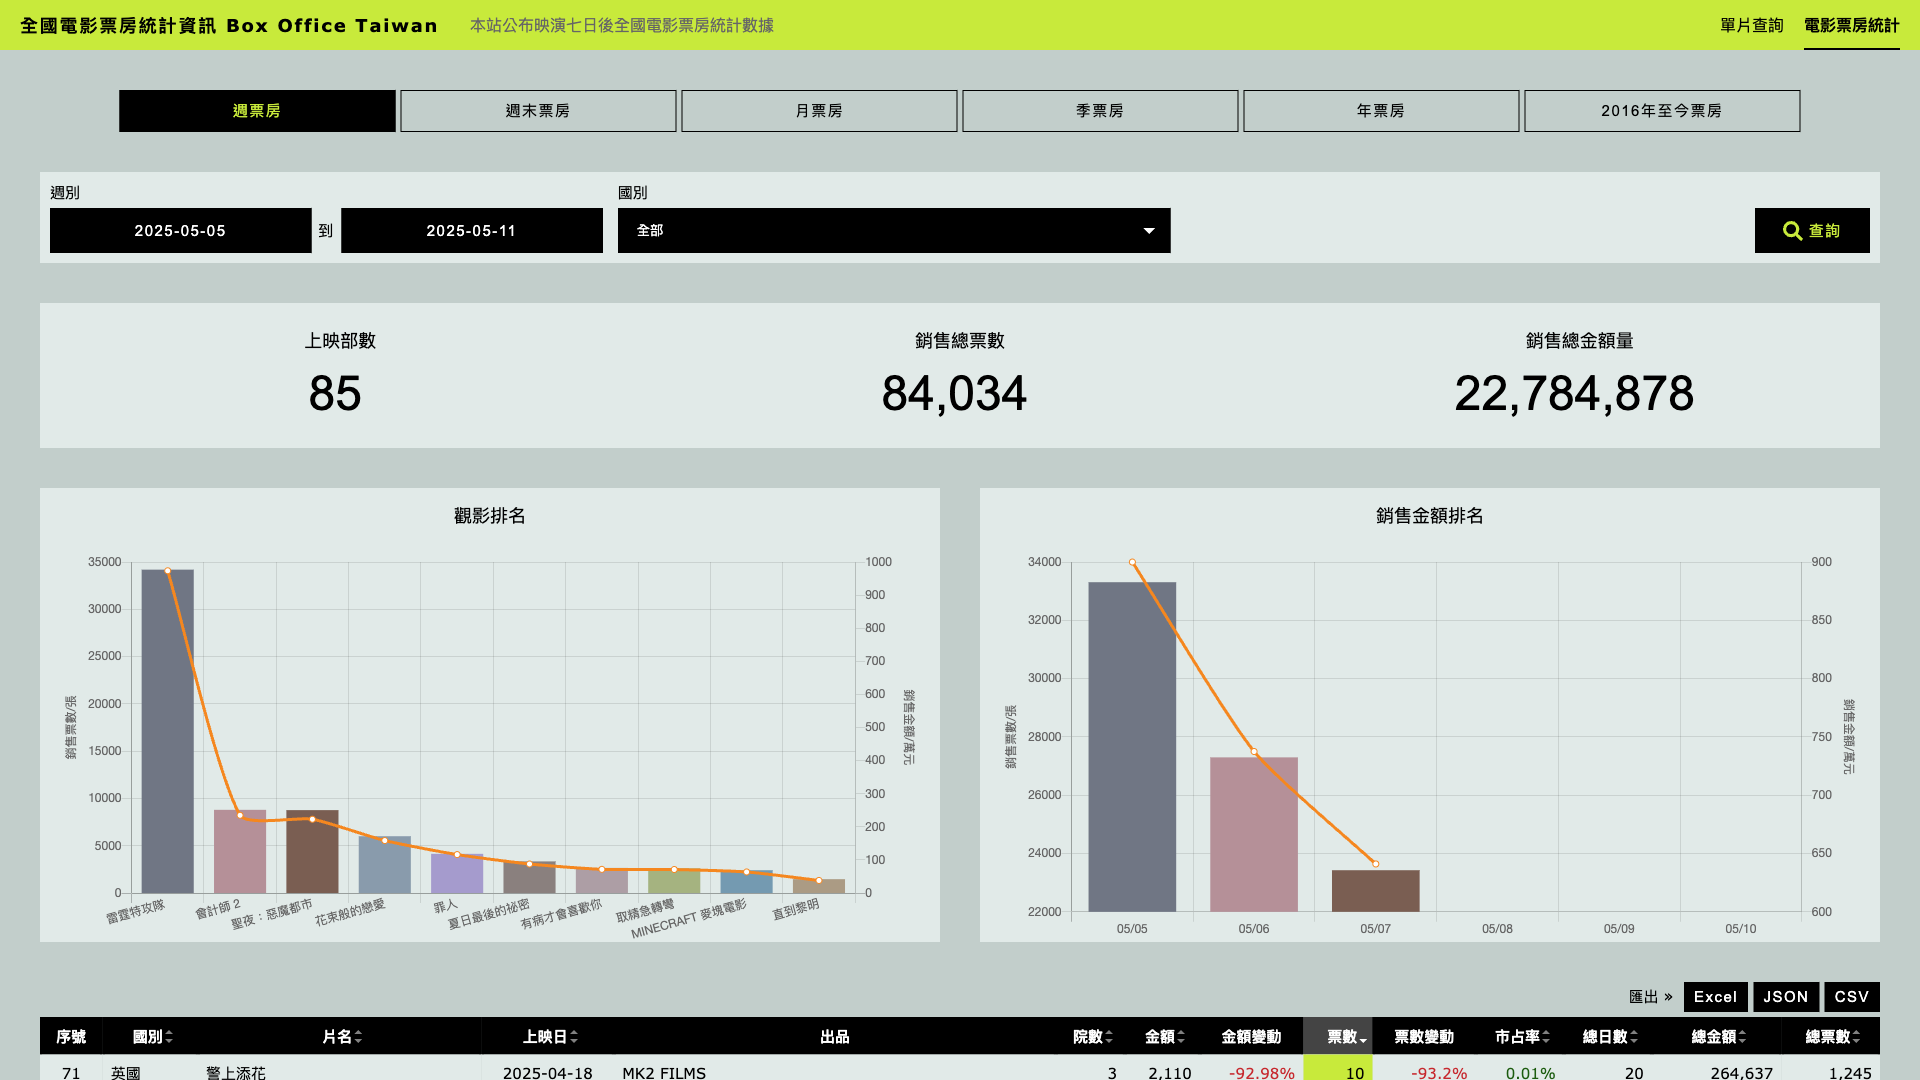 全國電影票房統計資訊 Box Office Taiwan 本站公布映演七日後全國電影票房統計數據 單片查詢 電影票房統計
週票房 週末票房 月票房 季票房 年票房 2016年至今票房
週別 國別
2025-05-05 到 2025-05-11 全部 查詢
上映部數 銷售總票數 銷售總金額量
85 84,034 22,784,878
觀影排名
35000 30000 25000 20000 15000 10000 5000 0
銷售票數/張
1000 900 800 700 600 500 400 300 200 100 0
銷售金額/萬元
雷霆特攻隊 會計師 2 聖夜：惡魔都市 花束般的戀愛 罪人 夏日最後的祕密 有病才會喜歡你 取精急轉彎 MINECRAFT 麥塊電影 直到黎明
銷售金額排名
34000 32000 30000 28000 26000 24000 22000
銷售票數/張
900 850 800 750 700 650 600
銷售金額/萬元
05/05 05/06 05/07 05/08 05/09 05/10
匯出 » Excel JSON CSV
序號 國別 片名 上映日 出品 院數 金額 金額變動 票數 票數變動 市占率 總日數 總金額 總票數
71 英國 警上添花 2025-04-18 MK2 FILMS 3 2,110 -92.98% 10 -93.2% 0.01% 20 264,637 1,245